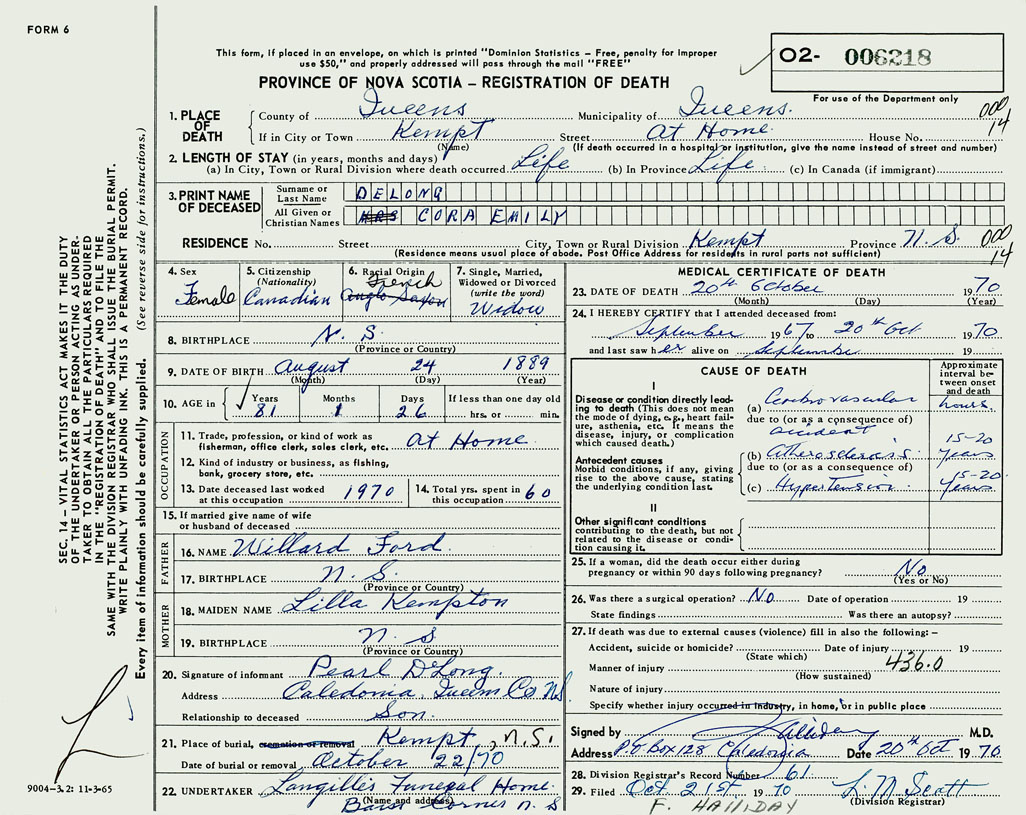 FORM 6
This form, if placed in an envelope, on which is printed "Dominion Statistics – Free, penalty for improper
use $50," and properly addressed will pass through the mail "FREE"
O2- 006218
For use of the Department only
PROVINCE OF NOVA SCOTIA – REGISTRATION OF DEATH
1. PLACE OF DEATH
County of Queens Municipality of Queens. 000
If in City or Town Kempt Street At Home House No. 14
(Name) (If death occurred in a hospital or institution, give the name instead of street and number)
2. LENGTH OF STAY (in years, months and days)
(a) In City, Town or Rural Division where death occurred Life (b) In Province Life (c) In Canada (if immigrant)
3. PRINT NAME OF DECEASED
Surname or Last Name DELONG
All Given or Christian Names MRS CORA EMILY
RESIDENCE No. Street City, Town or Rural Division Kempt Province N.S. 000
(Residence means usual place of abode. Post Office Address for residents in rural parts not sufficient) 14
4. Sex
Female
5. Citizenship
(Nationality)
Canadian
6. Racial Origin
French
Anglo Saxon
7. Single, Married,
Widowed or Divorced
(write the word)
Widow
8. BIRTHPLACE N. S
(Province or Country)
9. DATE OF BIRTH August 24 1889
(Month) (Day) (Year)
10. AGE in Years Months Days If less than one day old
81 1 26 hrs. or min.
OCCUPATION
11. Trade, profession, or kind of work as
fisherman, office clerk, sales clerk, etc. At Home
12. Kind of industry or business, as fishing,
bank, grocery store, etc.
13. Date deceased last worked
at this occupation 1970
14. Total yrs. spent in
this occupation 60
15. If married give name of wife
or husband of deceased
FATHER
16. NAME Willard Ford.
17. BIRTHPLACE N. S.
(Province or Country)
MOTHER
18. MAIDEN NAME Lilla Kempton
19. BIRTHPLACE N. S
(Province or Country)
20. Signature of informant Pearl DeLong.
Address Caledonia, Queens Co N.S
Relationship to deceased Son.
21. Place of burial, cremation or removal Kempt, N.S.
Date of burial or removal October 22/70
22. UNDERTAKER Langille's Funeral Home.
(Name and address) Corner N. S
MEDICAL CERTIFICATE OF DEATH
23. DATE OF DEATH 20th October 1970
(Month) (Day) (Year)
24. I HEREBY CERTIFY that I attended deceased from:
September 1967 to 20th Oct 1970
and last saw her alive on September 19
CAUSE OF DEATH
Approximate interval between onset and death
I
Disease or condition directly leading to death (This does not mean the mode of dying, e.g., heart failure, asthenia, etc. It means the disease, injury, or complication which caused death.)
(a) Cerebrovascular hours.
due to (or as a consequence of)
accident
Antecedent causes
Morbid conditions, if any, giving rise to the above cause, stating the underlying condition last.
(b) Atherosclerosis 15-20 years
due to (or as a consequence of)
(c) Hypertension 15-20 years
II
Other significant conditions
contributing to the death, but not related to the disease or condition causing it.
25. If a woman, did the death occur either during
pregnancy or within 90 days following pregnancy? No
(Yes or No)
26. Was there a surgical operation? No Date of operation 19
State findings Was there an autopsy?
27. If death was due to external causes (violence) fill in also the following: –
Accident, suicide or homicide? Date of injury 19
(State which) 436.0
Manner of injury
(How sustained)
Nature of injury
Specify whether injury occurred in industry, in home, or in public place
Signed by Halliday M.D.
Address P O Box 128 Caledonia Date 20th Oct 1970
28. Division Registrar's Record Number 61
29. Filed Oct. 21st 1970 L. M Scott
(Division Registrar)
F. HALLIDAY
SEC. 14 – VITAL STATISTICS ACT MAKES IT THE DUTY
OF THE UNDERTAKER OR PERSON ACTING AS UNDER-
TAKER TO OBTAIN ALL THE PARTICULARS REQUIRED
IN THE "REGISTRATION OF DEATH" AND TO FILE THE
SAME WITH THE DIVISION REGISTRAR WHO SHALL ISSUE THE BURIAL PERMIT.
WRITE PLAINLY WITH UNFADING INK. THIS IS A PERMANENT RECORD.
Every item of information should be carefully supplied. (See reverse side for instructions.)
9004-3.2: 11-3-65